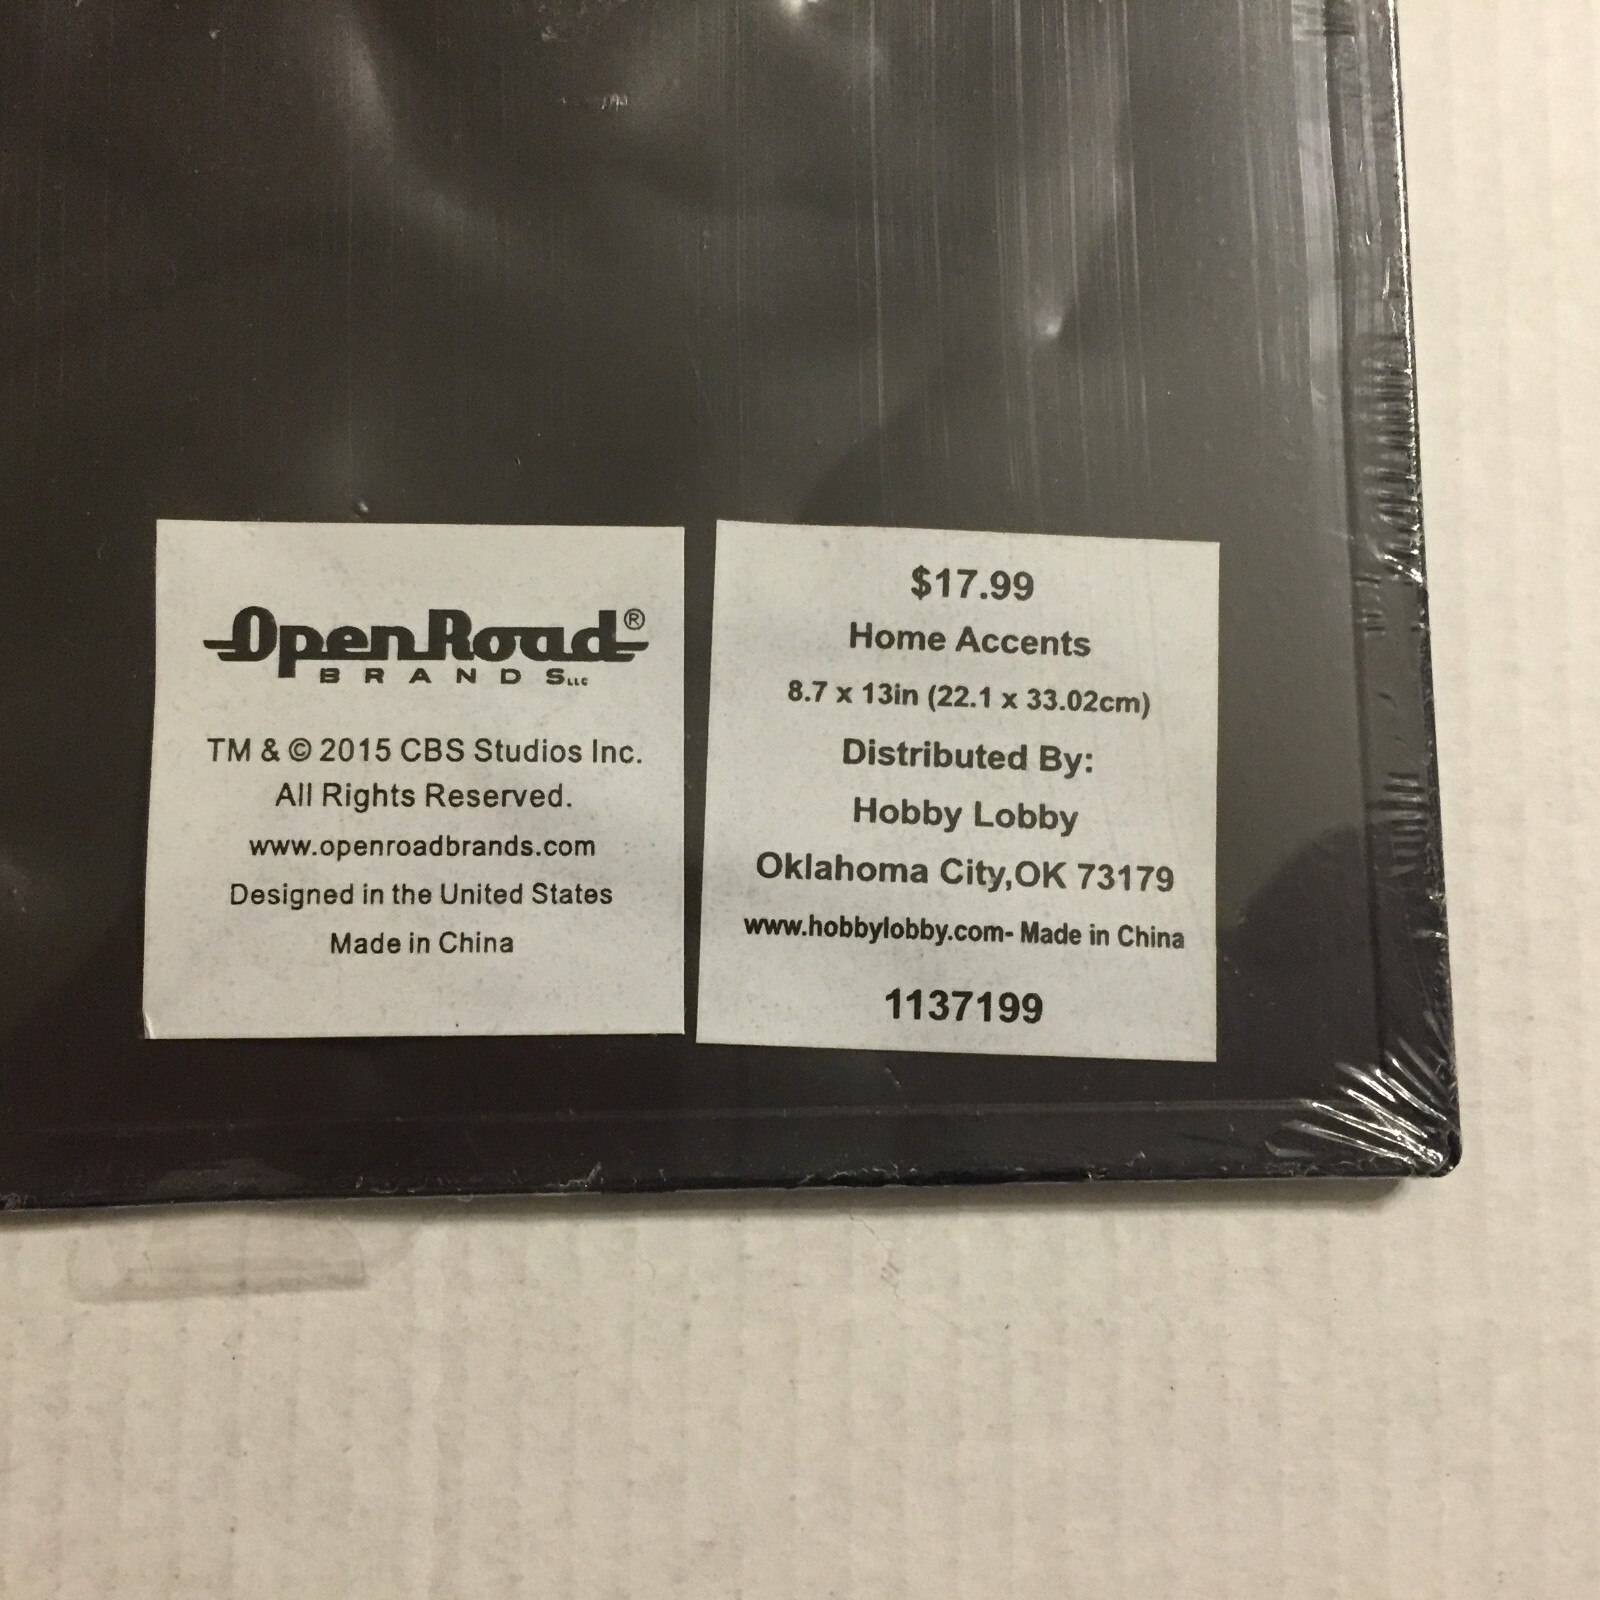 OpenRoad®
BRANDS LLC
TM & © 2015 CBS Studios Inc.
All Rights Reserved.
www.openroadbrands.com
Designed in the United States
Made in China
$17.99
Home Accents
8.7 x 13in (22.1 x 33.02cm)
Distributed By:
Hobby Lobby
Oklahoma City,OK 73179
www.hobbylobby.com- Made in China
1137199